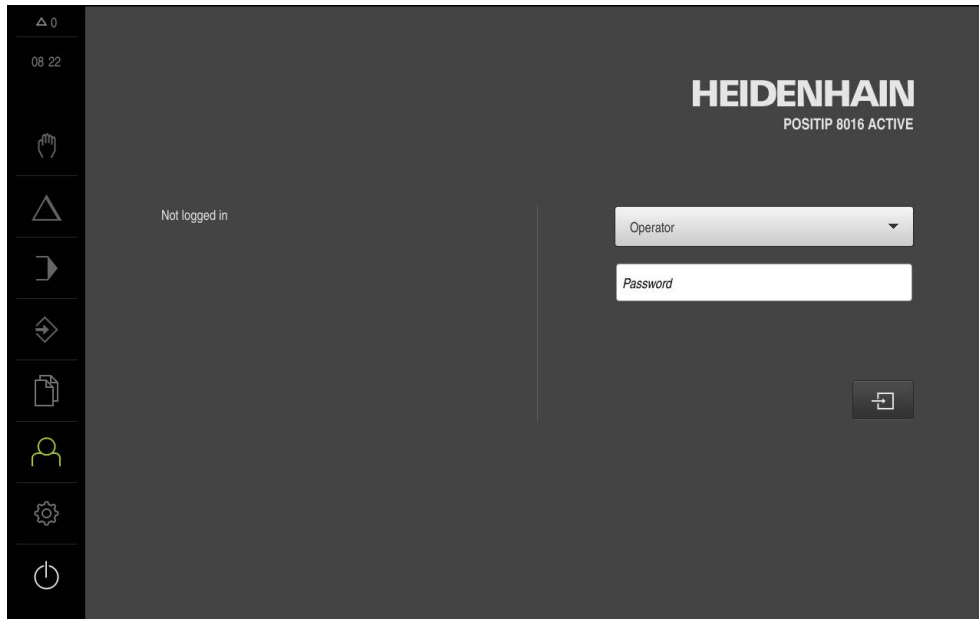 0
08 22
HEIDENHAIN
POSITIP 8016 ACTIVE
Not logged in
Operator
Password